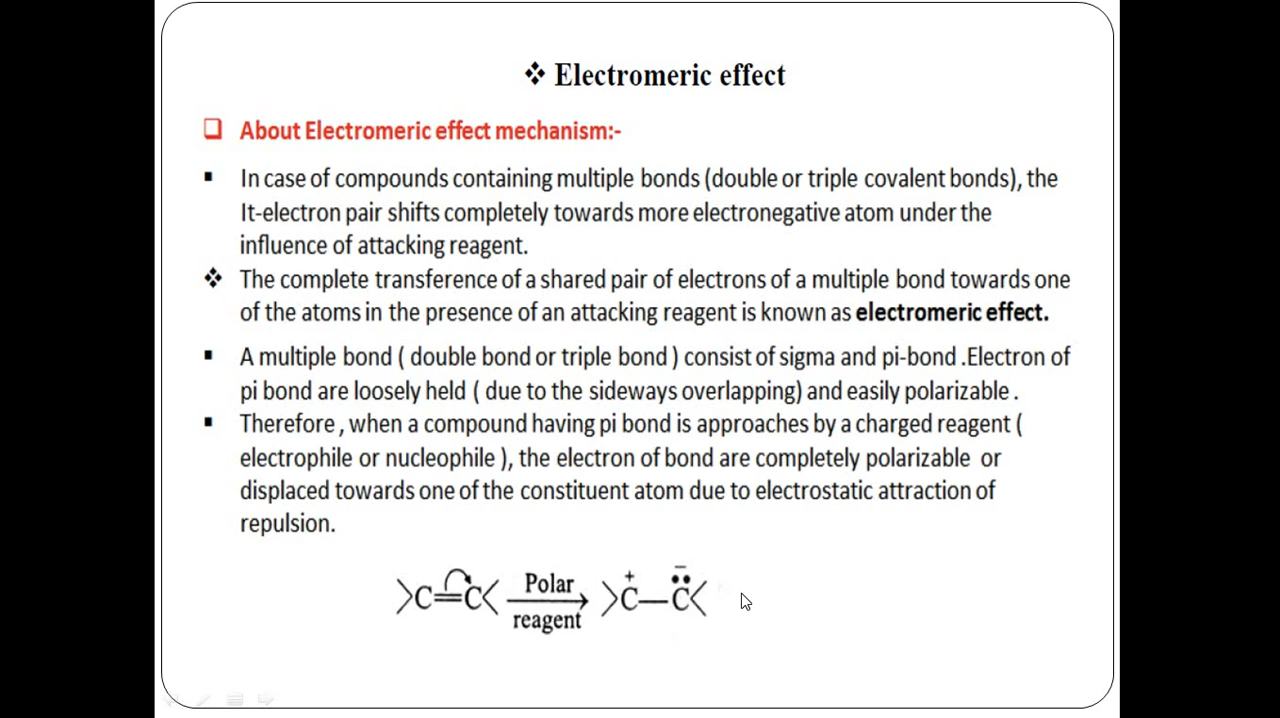 ❖ Electromeric effect
❑ About Electromeric effect mechanism:-
▪ In case of compounds containing multiple bonds (double or triple covalent bonds), the
It-electron pair shifts completely towards more electronegative atom under the
influence of attacking reagent.
❖ The complete transference of a shared pair of electrons of a multiple bond towards one
of the atoms in the presence of an attacking reagent is known as electromeric effect.
▪ A multiple bond ( double bond or triple bond ) consist of sigma and pi-bond .Electron of
pi bond are loosely held ( due to the sideways overlapping) and easily polarizable .
▪ Therefore , when a compound having pi bond is approaches by a charged reagent (
electrophile or nucleophile ), the electron of bond are completely polarizable or
displaced towards one of the constituent atom due to electrostatic attraction of
repulsion.
>C=C< Polar reagent → >C⁺—C̄:<